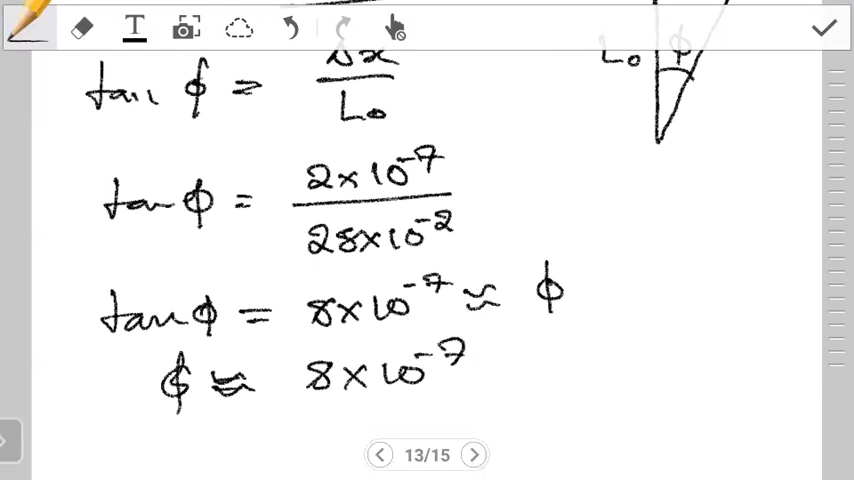 T
L₀ ϕ
tan ϕ = Δx / L₀
tan ϕ = 2×10⁻⁷ / 28×10⁻²
tan ϕ = 8×10⁻⁷ ≈ ϕ
ϕ ≈ 8×10⁻⁷
13/15